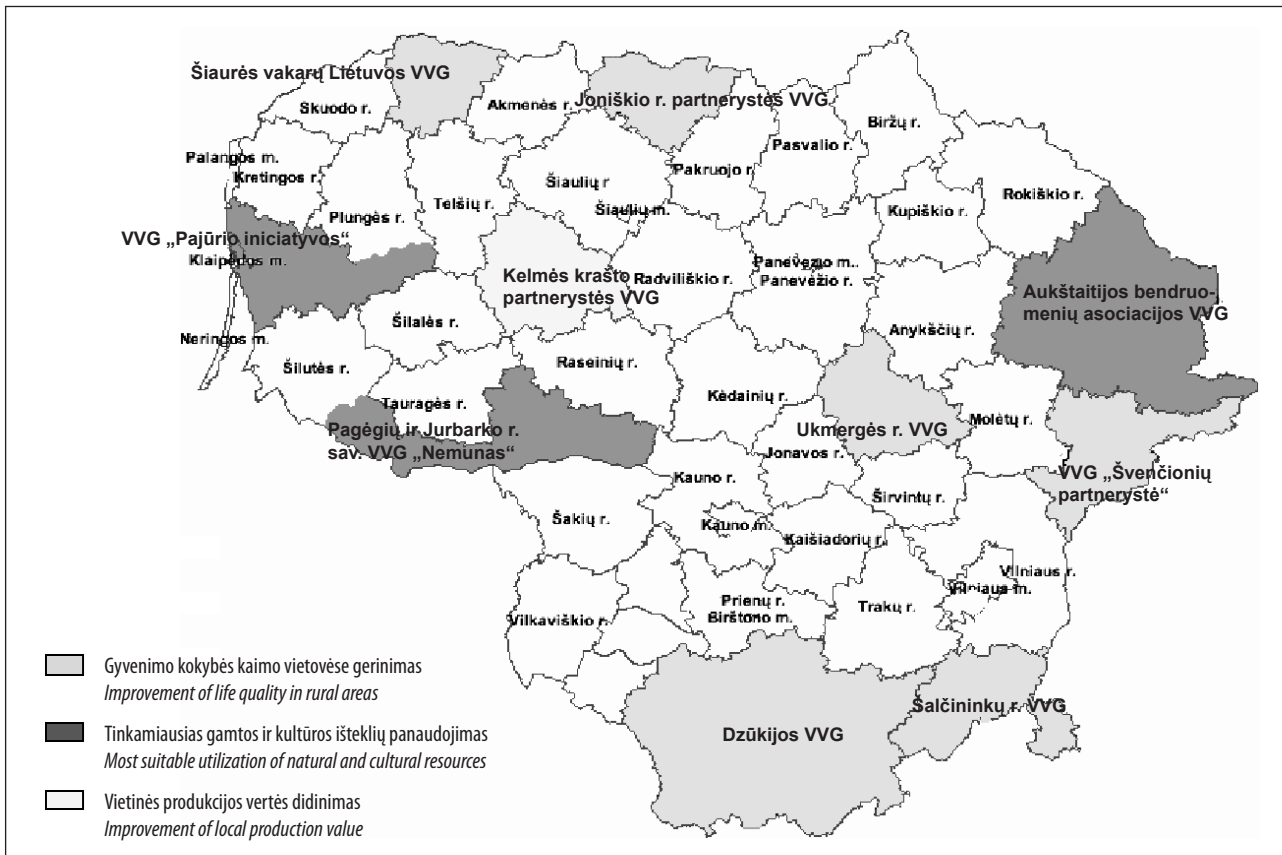 Šiaurės vakarų Lietuvos VVG
Skuodo r.
Akmenės r.
Joniškio r. partnerystės VVG
Biržų r.
Pasvalio r.
Palangos m.
Kretingos r.
Šiaulių r
Pakruojo r.
Rokiškio r.
Plungės r.
Telšių r.
Šiaulių m.
Kupiškio r.
VVG „Pajūrio iniciatyvos“
Klaipėdos m.
Kelmės krašto
partnerystės VVG
Radviliškio r.
Panevėžio m.
Panevėžio r.
Aukštaitijos bendruo-
menių asociacijos VVG
Neringos m.
Šilalės r.
Anykščių r.
Šilutės r.
Raseinių r.
Kėdainių r.
Tauragės r.
Molėtų r.
Pagėgių ir Jurbarko r.
sav. VVG „Nemunas“
Ukmergės r. VVG
Jonavos r.
Kauno r.
Širvintų r.
VVG „Švenčionių
partnerystė“
Šakių r.
Kauno m.
Kaišiadorių r.
Vilniaus r.
Vilniaus m.
Prienų r.
Birštono m.
Trakų r.
Vilkaviškio r.
Šalčininkų r. VVG
Dzūkijos VVG
Gyvenimo kokybės kaimo vietovėse gerinimas
Improvement of life quality in rural areas
Tinkamiausias gamtos ir kultūros išteklių panaudojimas
Most suitable utilization of natural and cultural resources
Vietinės produkcijos vertės didinimas
Improvement of local production value